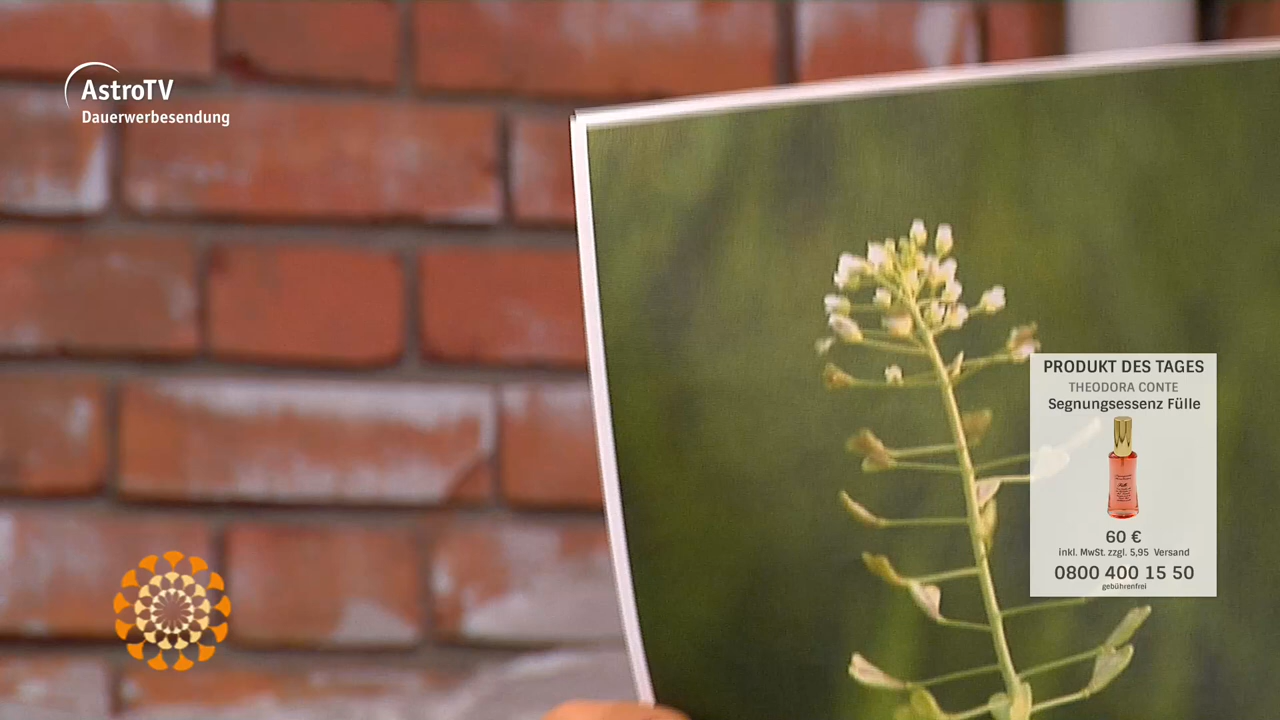 AstroTV
Dauerwerbesendung
PRODUKT DES TAGES
THEODORA CONTE
Segnungsessenz Fülle
60 €
inkl. MwSt. zzgl. 5,95 Versand
0800 400 15 50
gebührenfrei